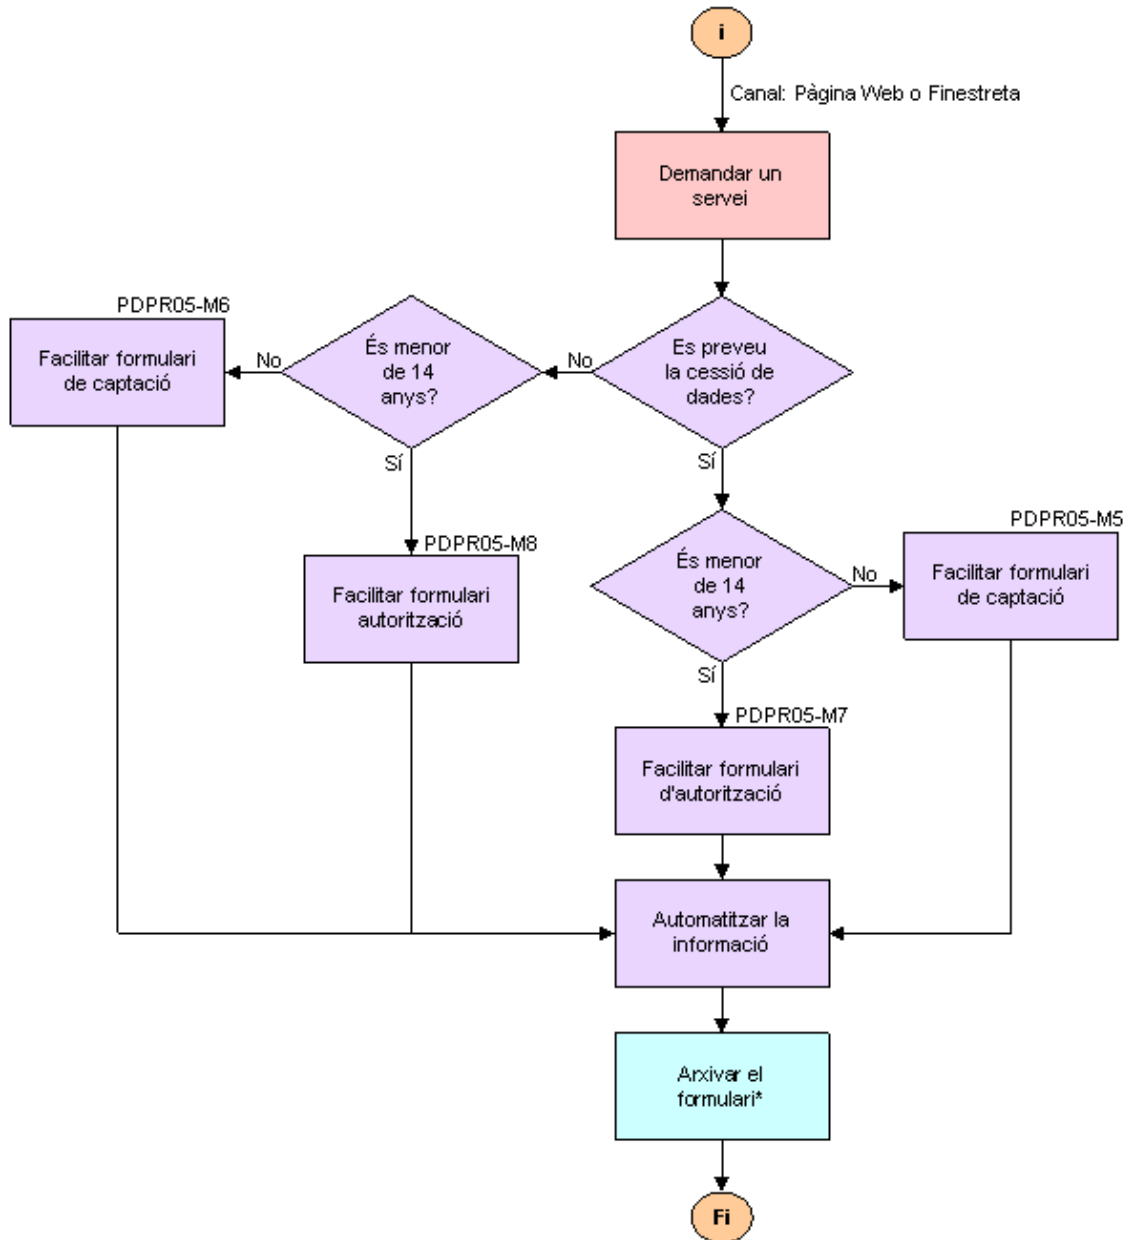 i
Canal: Pàgina Web o Finestreta
Demandar un
servei
PDPR05-M6
Facilitar formulari
de captació
No
És menor
de 14
anys?
No
Es preveu
la cessió de
dades?
Sí
Sí
PDPR05-M8
Facilitar formulari
autorització
És menor
de 14
anys?
No
PDPR05-M5
Facilitar formulari
de captació
Sí
PDPR05-M7
Facilitar formulari
d'autorització
Automatitzar la
informació
Arxivar el
formulari*
Fi